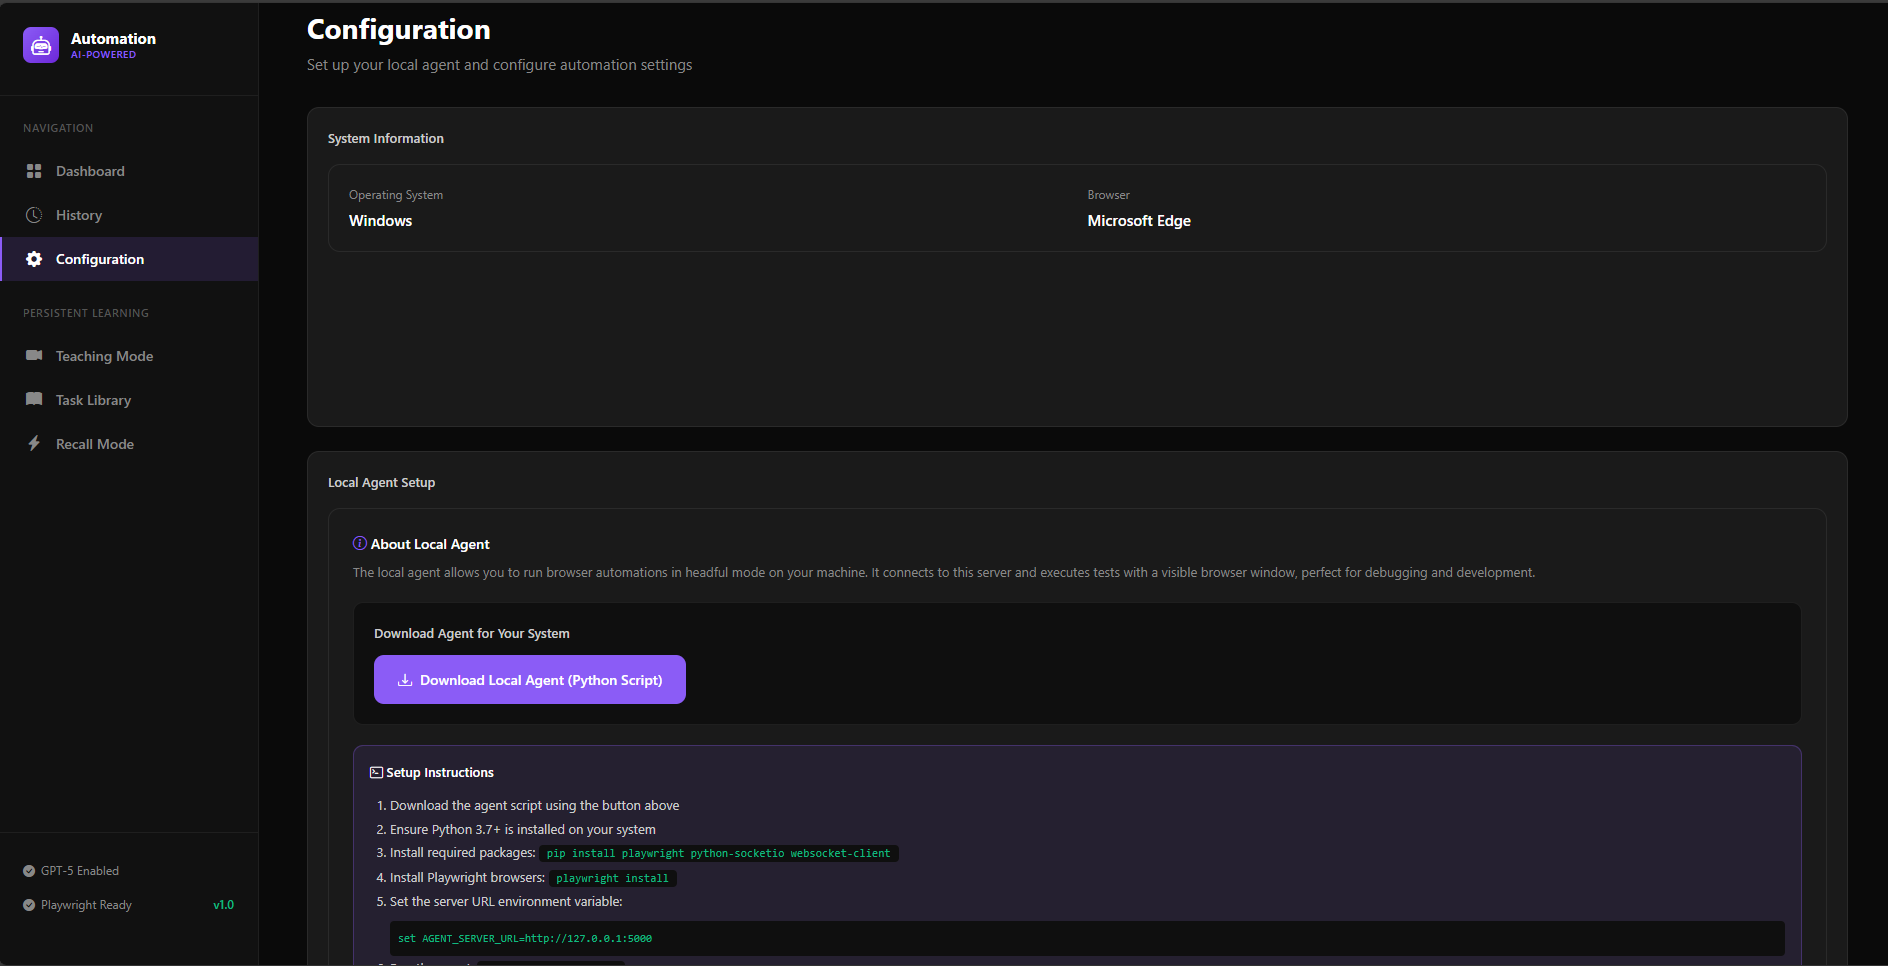 Automation
AI-POWERED
NAVIGATION
Dashboard
History
Configuration
PERSISTENT LEARNING
Teaching Mode
Task Library
Recall Mode
GPT-5 Enabled
Playwright Ready v1.0
Configuration
Set up your local agent and configure automation settings
System Information
Operating System
Windows
Browser
Microsoft Edge
Local Agent Setup
About Local Agent
The local agent allows you to run browser automations in headful mode on your machine. It connects to this server and executes tests with a visible browser window, perfect for debugging and development.
Download Agent for Your System
Download Local Agent (Python Script)
Setup Instructions
1. Download the agent script using the button above
2. Ensure Python 3.7+ is installed on your system
3. Install required packages: pip install playwright python-socketio websocket-client
4. Install Playwright browsers: playwright install
5. Set the server URL environment variable:
set AGENT_SERVER_URL=http://127.0.0.1:5000